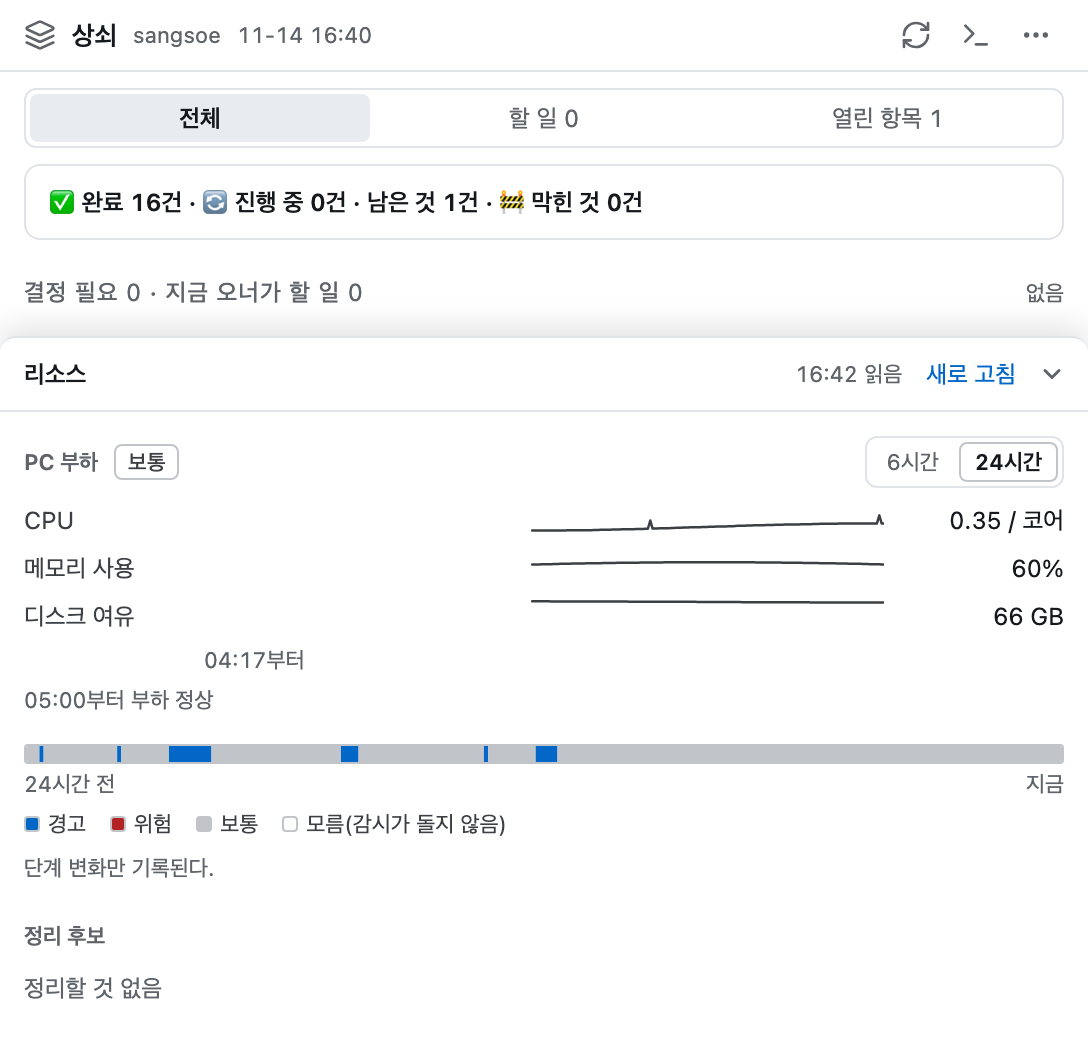 상쇠 sangsoe 11-14 16:40
전체 할 일 0 열린 항목 1
✅ 완료 16건 · 🔄 진행 중 0건 · 남은 것 1건 · 🚧 막힌 것 0건
결정 필요 0 · 지금 오너가 할 일 0 없음
리소스 16:42 읽음 새로 고침
PC 부하 보통 6시간 24시간
CPU 0.35 / 코어
메모리 사용 60%
디스크 여유 66 GB
04:17부터
05:00부터 부하 정상
24시간 전 지금
경고 위험 보통 모름(감시가 돌지 않음)
단계 변화만 기록된다.
정리 후보
정리할 것 없음